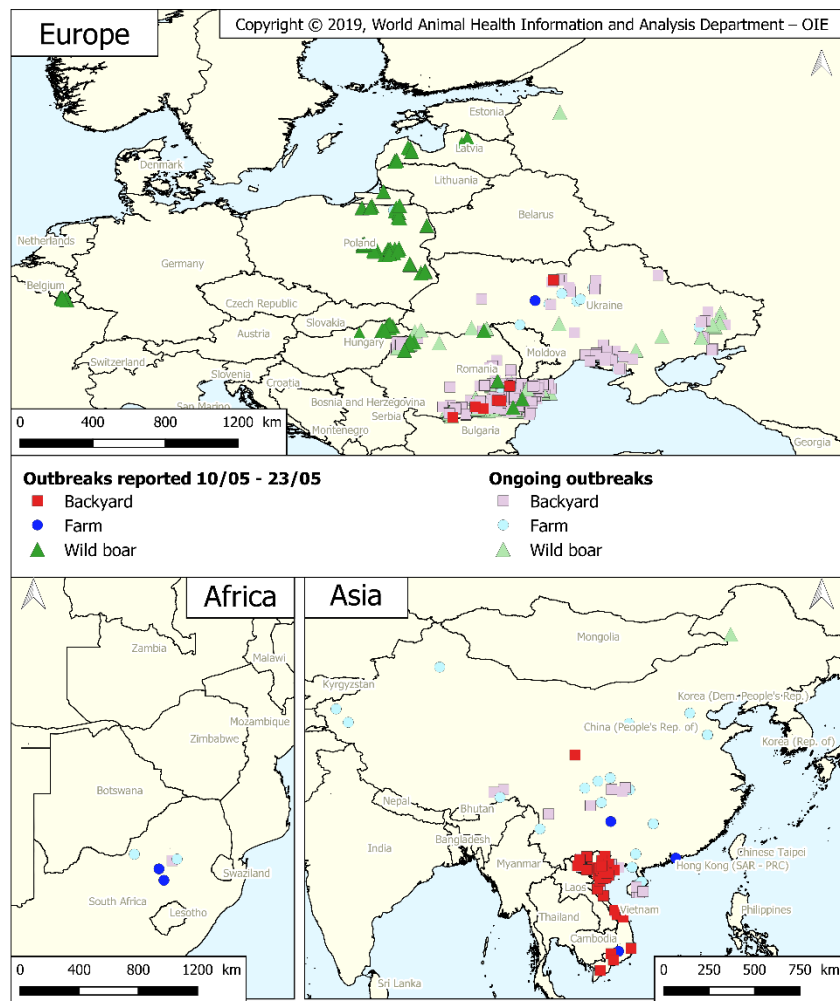 Europe
Copyright © 2019, World Animal Health Information and Analysis Department – OIE
Estonia
Latvia
Denmark
Lithuania
Belarus
Netherlands
Poland
Germany
Belgium
Czech Republic
Ukraine
Slovakia
Austria
Hungary
Moldova
Switzerland
Romania
Slovenia
Croatia
Bosnia and Herzegovina
San Marino
Serbia
Montenegro
Bulgaria
Georgia
0 400 800 1200 km
Outbreaks reported 10/05 - 23/05
Backyard
Farm
Wild boar
Ongoing outbreaks
Backyard
Farm
Wild boar
Africa
Zambia
Malawi
Mozambique
Zimbabwe
Botswana
Swaziland
South Africa
Lesotho
0 400 800 1200 km
Asia
Mongolia
Kyrgyzstan
Korea (Dem. People's Rep.)
China (People's Rep. of)
Korea (Rep. of)
Nepal
Bhutan
India
Bangladesh
Chinese Taipei
Myanmar
Hong Kong (SAR - PRC)
Laos
Thailand
Vietnam
Philippines
Cambodia
Sri Lanka
0 250 500 750 km